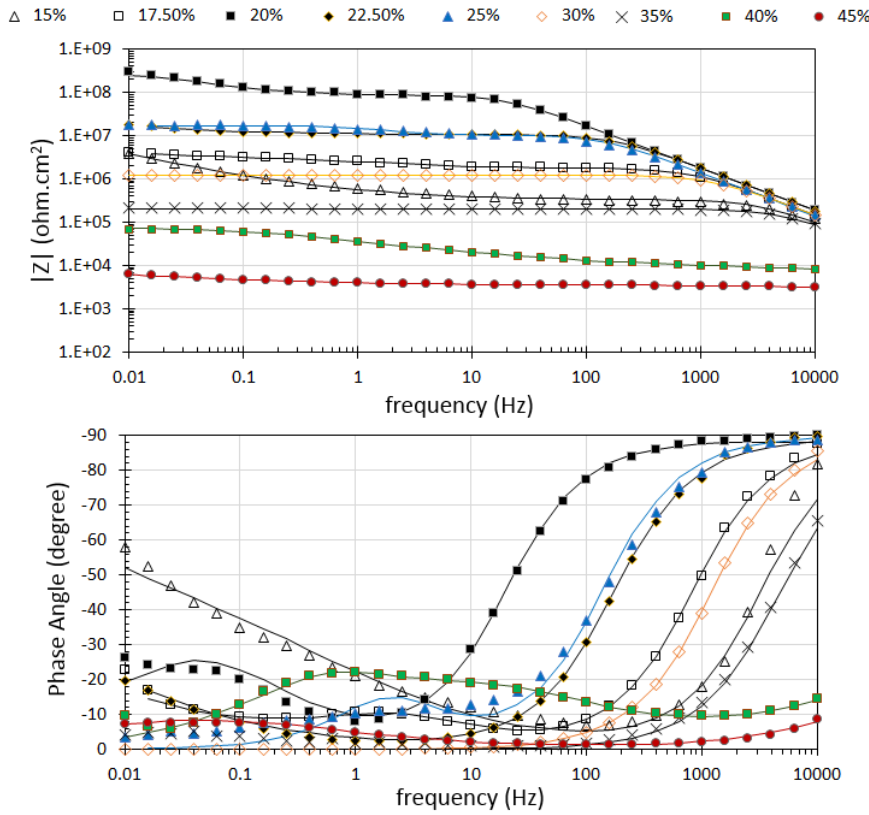 15% 17.50% 20% 22.50% 25% 30% 35% 40% 45%
1.E+09
1.E+08
1.E+07
1.E+06
1.E+05
1.E+04
1.E+03
1.E+02
|Z| (ohm.cm²)
0.01 0.1 1 10 100 1000 10000
frequency (Hz)
-90
-80
-70
-60
-50
-40
-30
-20
-10
0
Phase Angle (degree)
0.01 0.1 1 10 100 1000 10000
frequency (Hz)